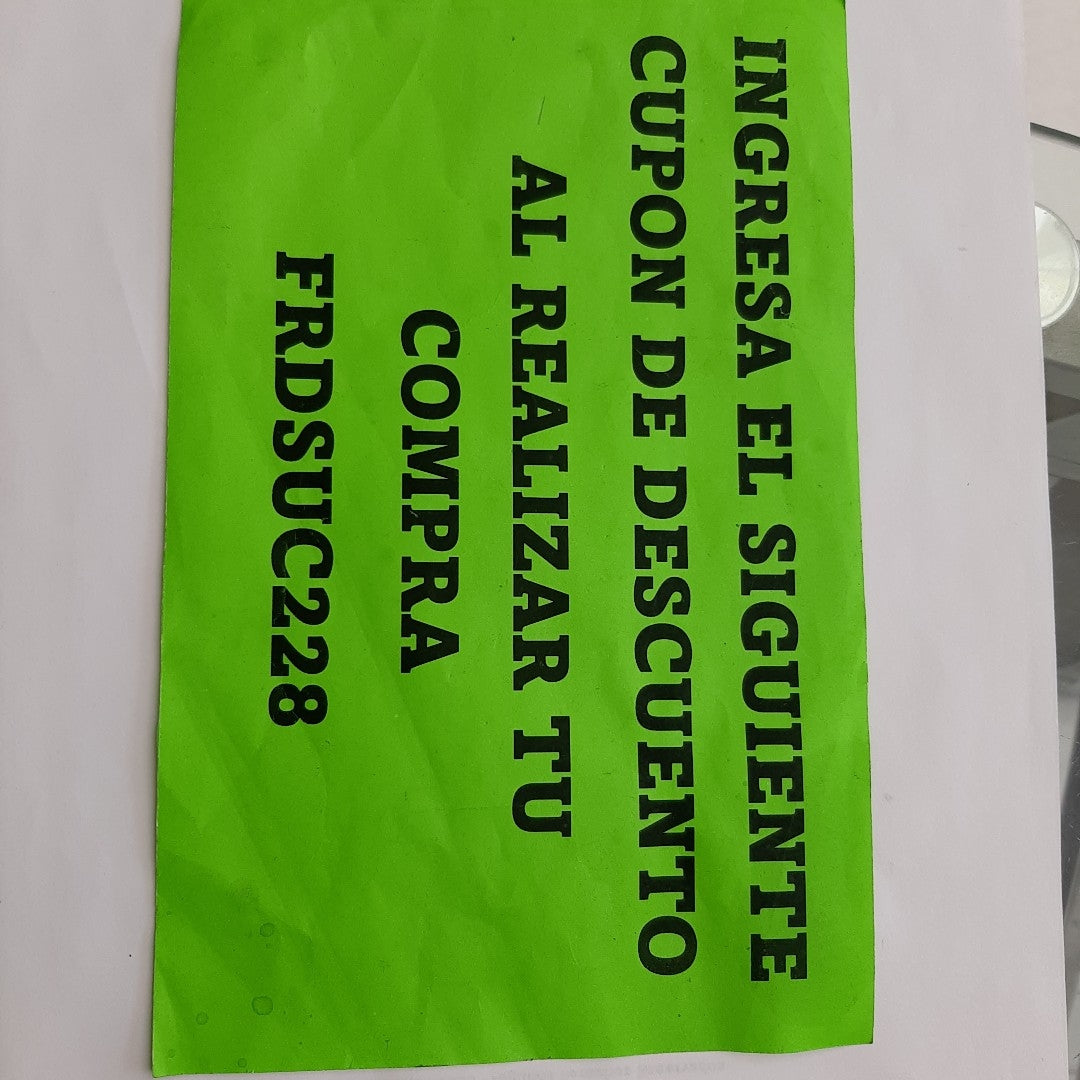 INGRESA EL SIGUIENTE
CUPON DE DESCUENTO
AL REALIZAR TU
COMPRA
FRDSUC228